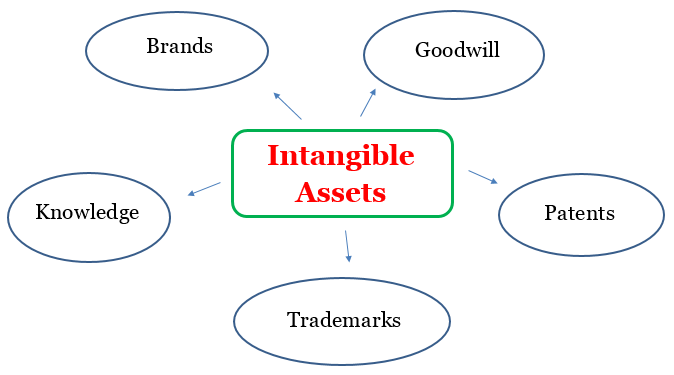 Brands
Goodwill
Intangible
Assets
Knowledge
Patents
Trademarks